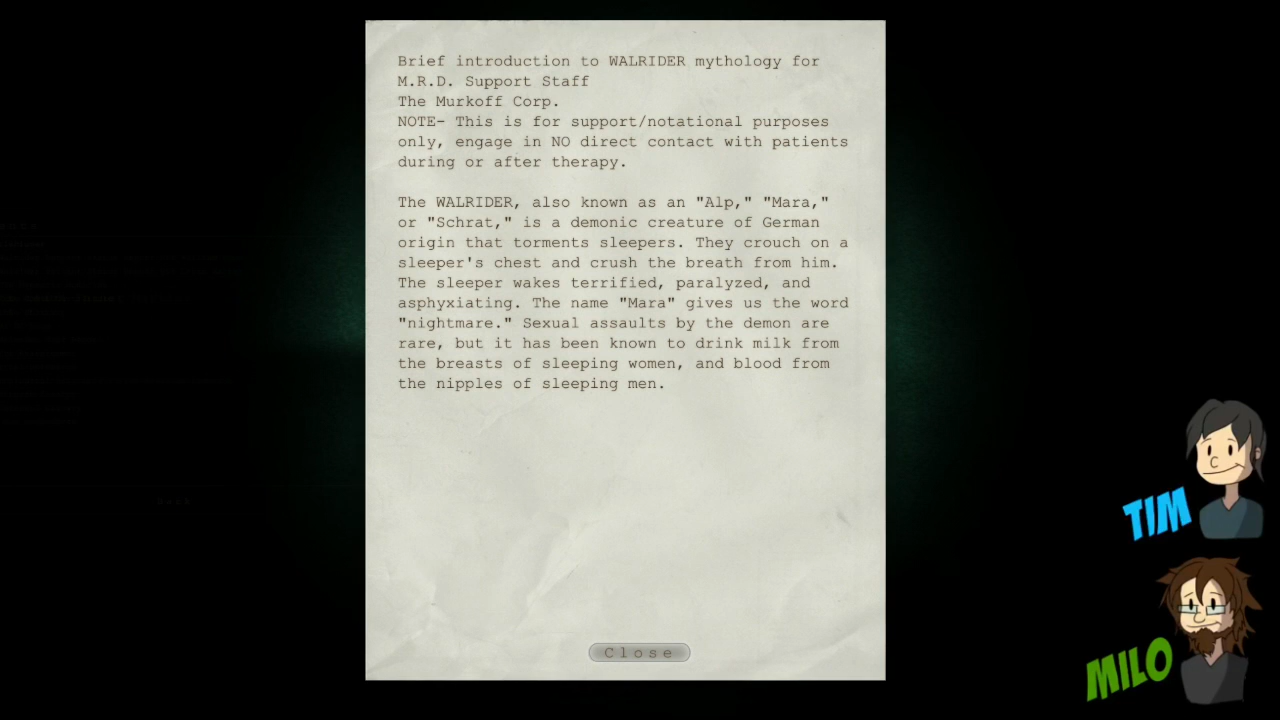 Brief introduction to WALRIDER mythology for
M.R.D. Support Staff
The Murkoff Corp.
NOTE- This is for support/notational purposes
only, engage in NO direct contact with patients
during or after therapy.
The WALRIDER, also known as an "Alp," "Mara,"
or "Schrat," is a demonic creature of German
origin that torments sleepers. They crouch on a
sleeper's chest and crush the breath from him.
The sleeper wakes terrified, paralyzed, and
asphyxiating. The name "Mara" gives us the word
"nightmare." Sexual assaults by the demon are
rare, but it has been known to drink milk from
the breasts of sleeping women, and blood from
the nipples of sleeping men.
Close
TIM
MILO